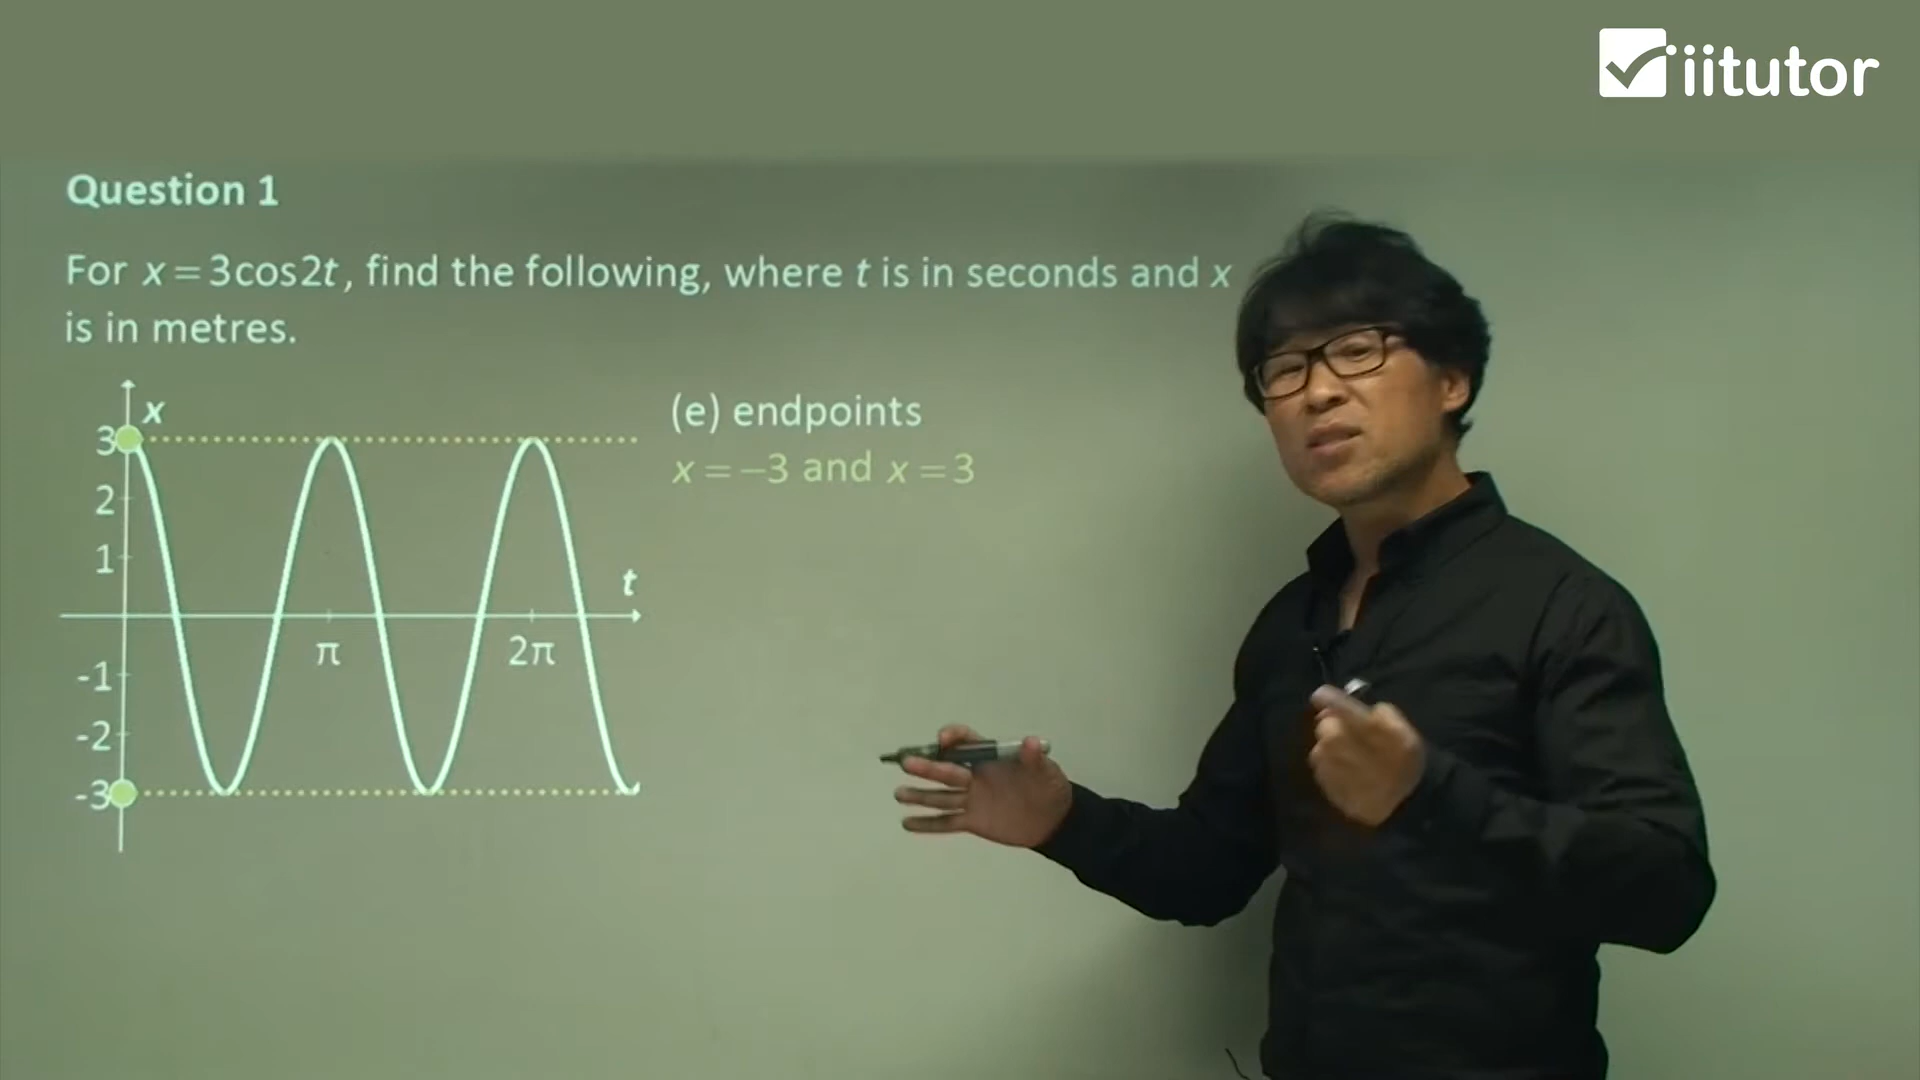 iitutor
Question 1
For x = 3cos2t, find the following, where t is in seconds and x
is in metres.
x
3
2
1
t
π
2π
-1
-2
-3
(e) endpoints
x = −3 and x = 3